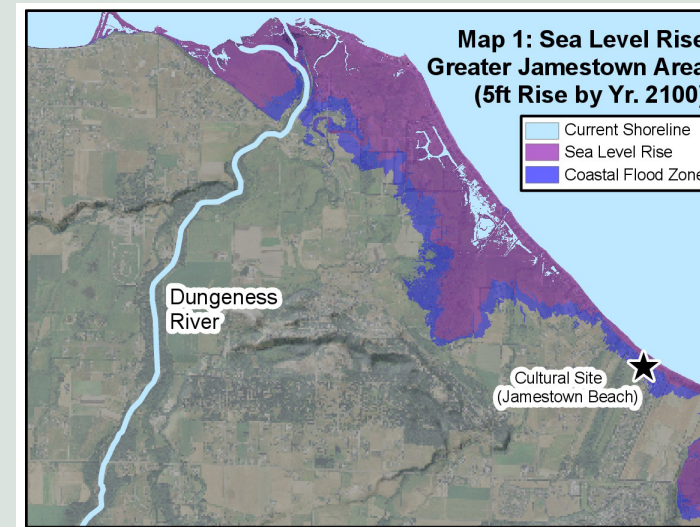 Map 1: Sea Level Rise
Greater Jamestown Area
(5ft Rise by Yr. 2100)
Current Shoreline
Sea Level Rise
Coastal Flood Zone
Dungeness
River
Cultural Site
(Jamestown Beach)